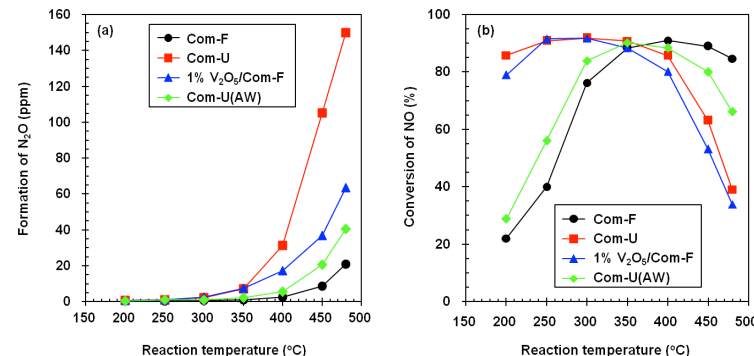 (a)
Com-F
Com-U
1% V2O5/Com-F
Com-U(AW)
Formation of N2O (ppm)
160
140
120
100
80
60
40
20
0
150 200 250 300 350 400 450 500
Reaction temperature (oC)
(b)
Com-F
Com-U
1% V2O5/Com-F
Com-U(AW)
Conversion of NO (%)
100
80
60
40
20
0
150 200 250 300 350 400 450 500
Reaction temperature (oC)